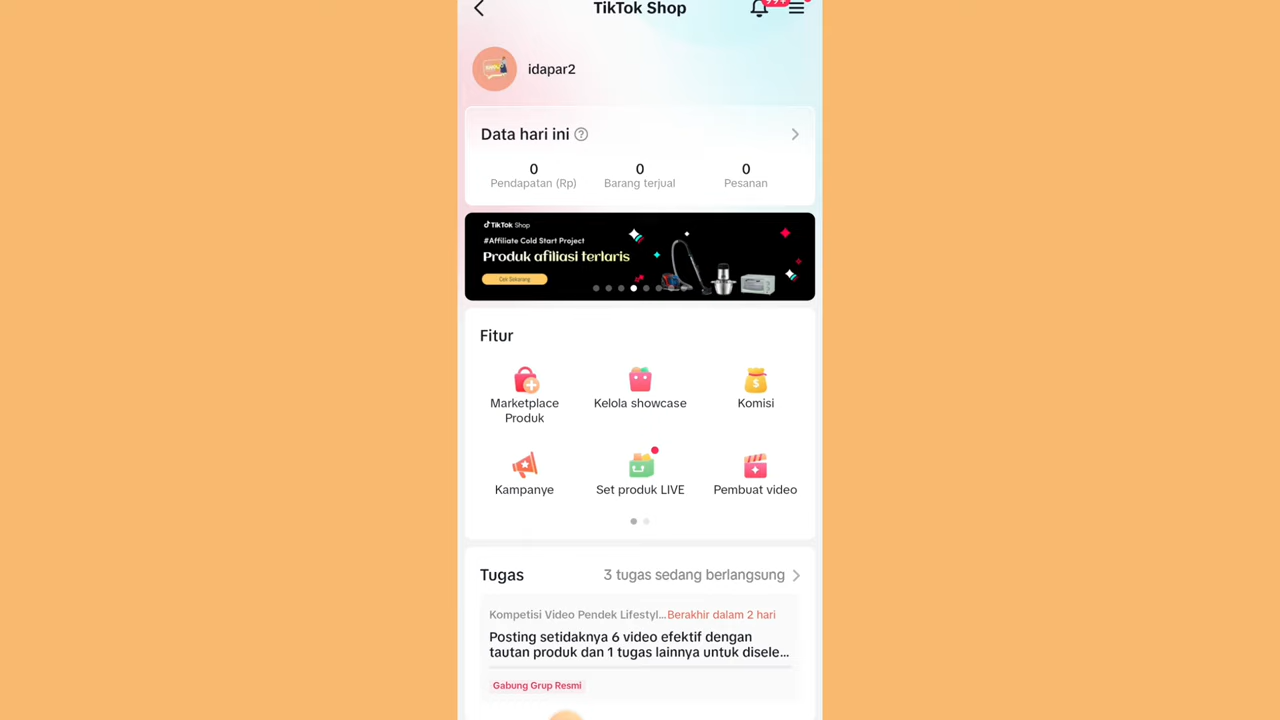 TikTok Shop
99+
idapar2
Data hari ini
0
0
0
Pendapatan (Rp)
Barang terjual
Pesanan
TikTok Shop
#Affiliate Cold Start Project
Produk afiliasi terlaris
Cek Sekarang
Fitur
Marketplace
Produk
Kelola showcase
Komisi
Kampanye
Set produk LIVE
Pembuat video
Tugas
3 tugas sedang berlangsung
Kompetisi Video Pendek Lifestyl...
Berakhir dalam 2 hari
Posting setidaknya 6 video efektif dengan
tautan produk dan 1 tugas lainnya untuk disele...
Gabung Grup Resmi